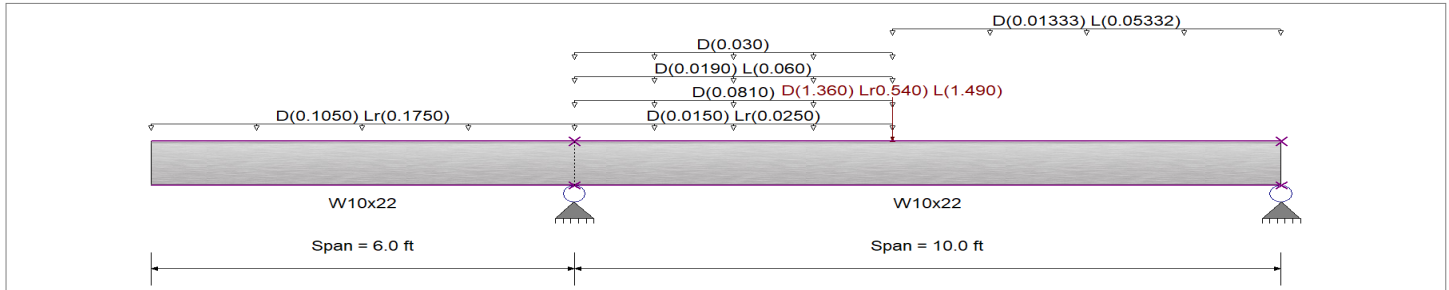 D(0.01333) L(0.05332)
D(0.030)
D(0.0190) L(0.060)
D(0.0810) D(1.360) Lr0.540) L(1.490)
D(0.1050) Lr(0.1750) D(0.0150) Lr(0.0250)
W10x22 W10x22
Span = 6.0 ft Span = 10.0 ft